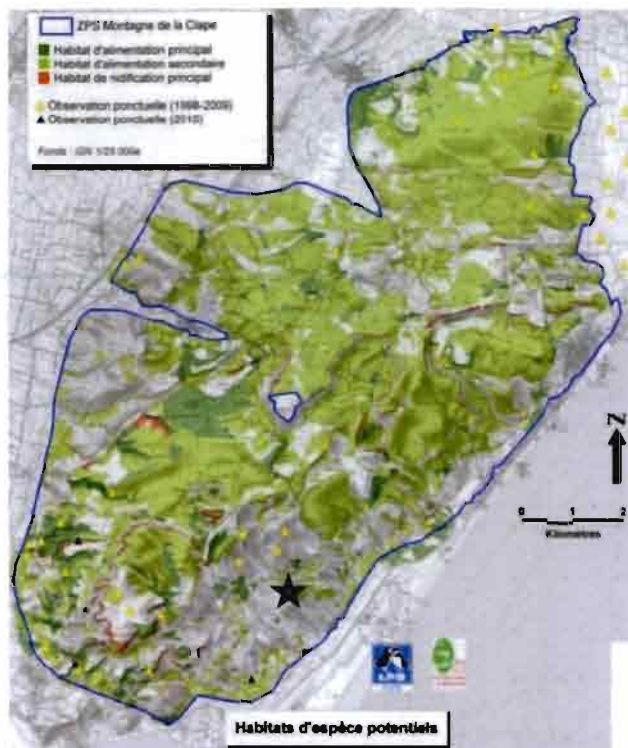 ZPS Montagne de la Clape
Habitat d'alimentation principal
Habitat d'alimentation secondaire
Habitat de nidification principal
Observation ponctuelle (1998-2009)
Observation ponctuelle (2010)
Fonds : IGN 1/25 000e
N
0 1 2
Kilomètres
LPO
Habitats d'espèce potentiels